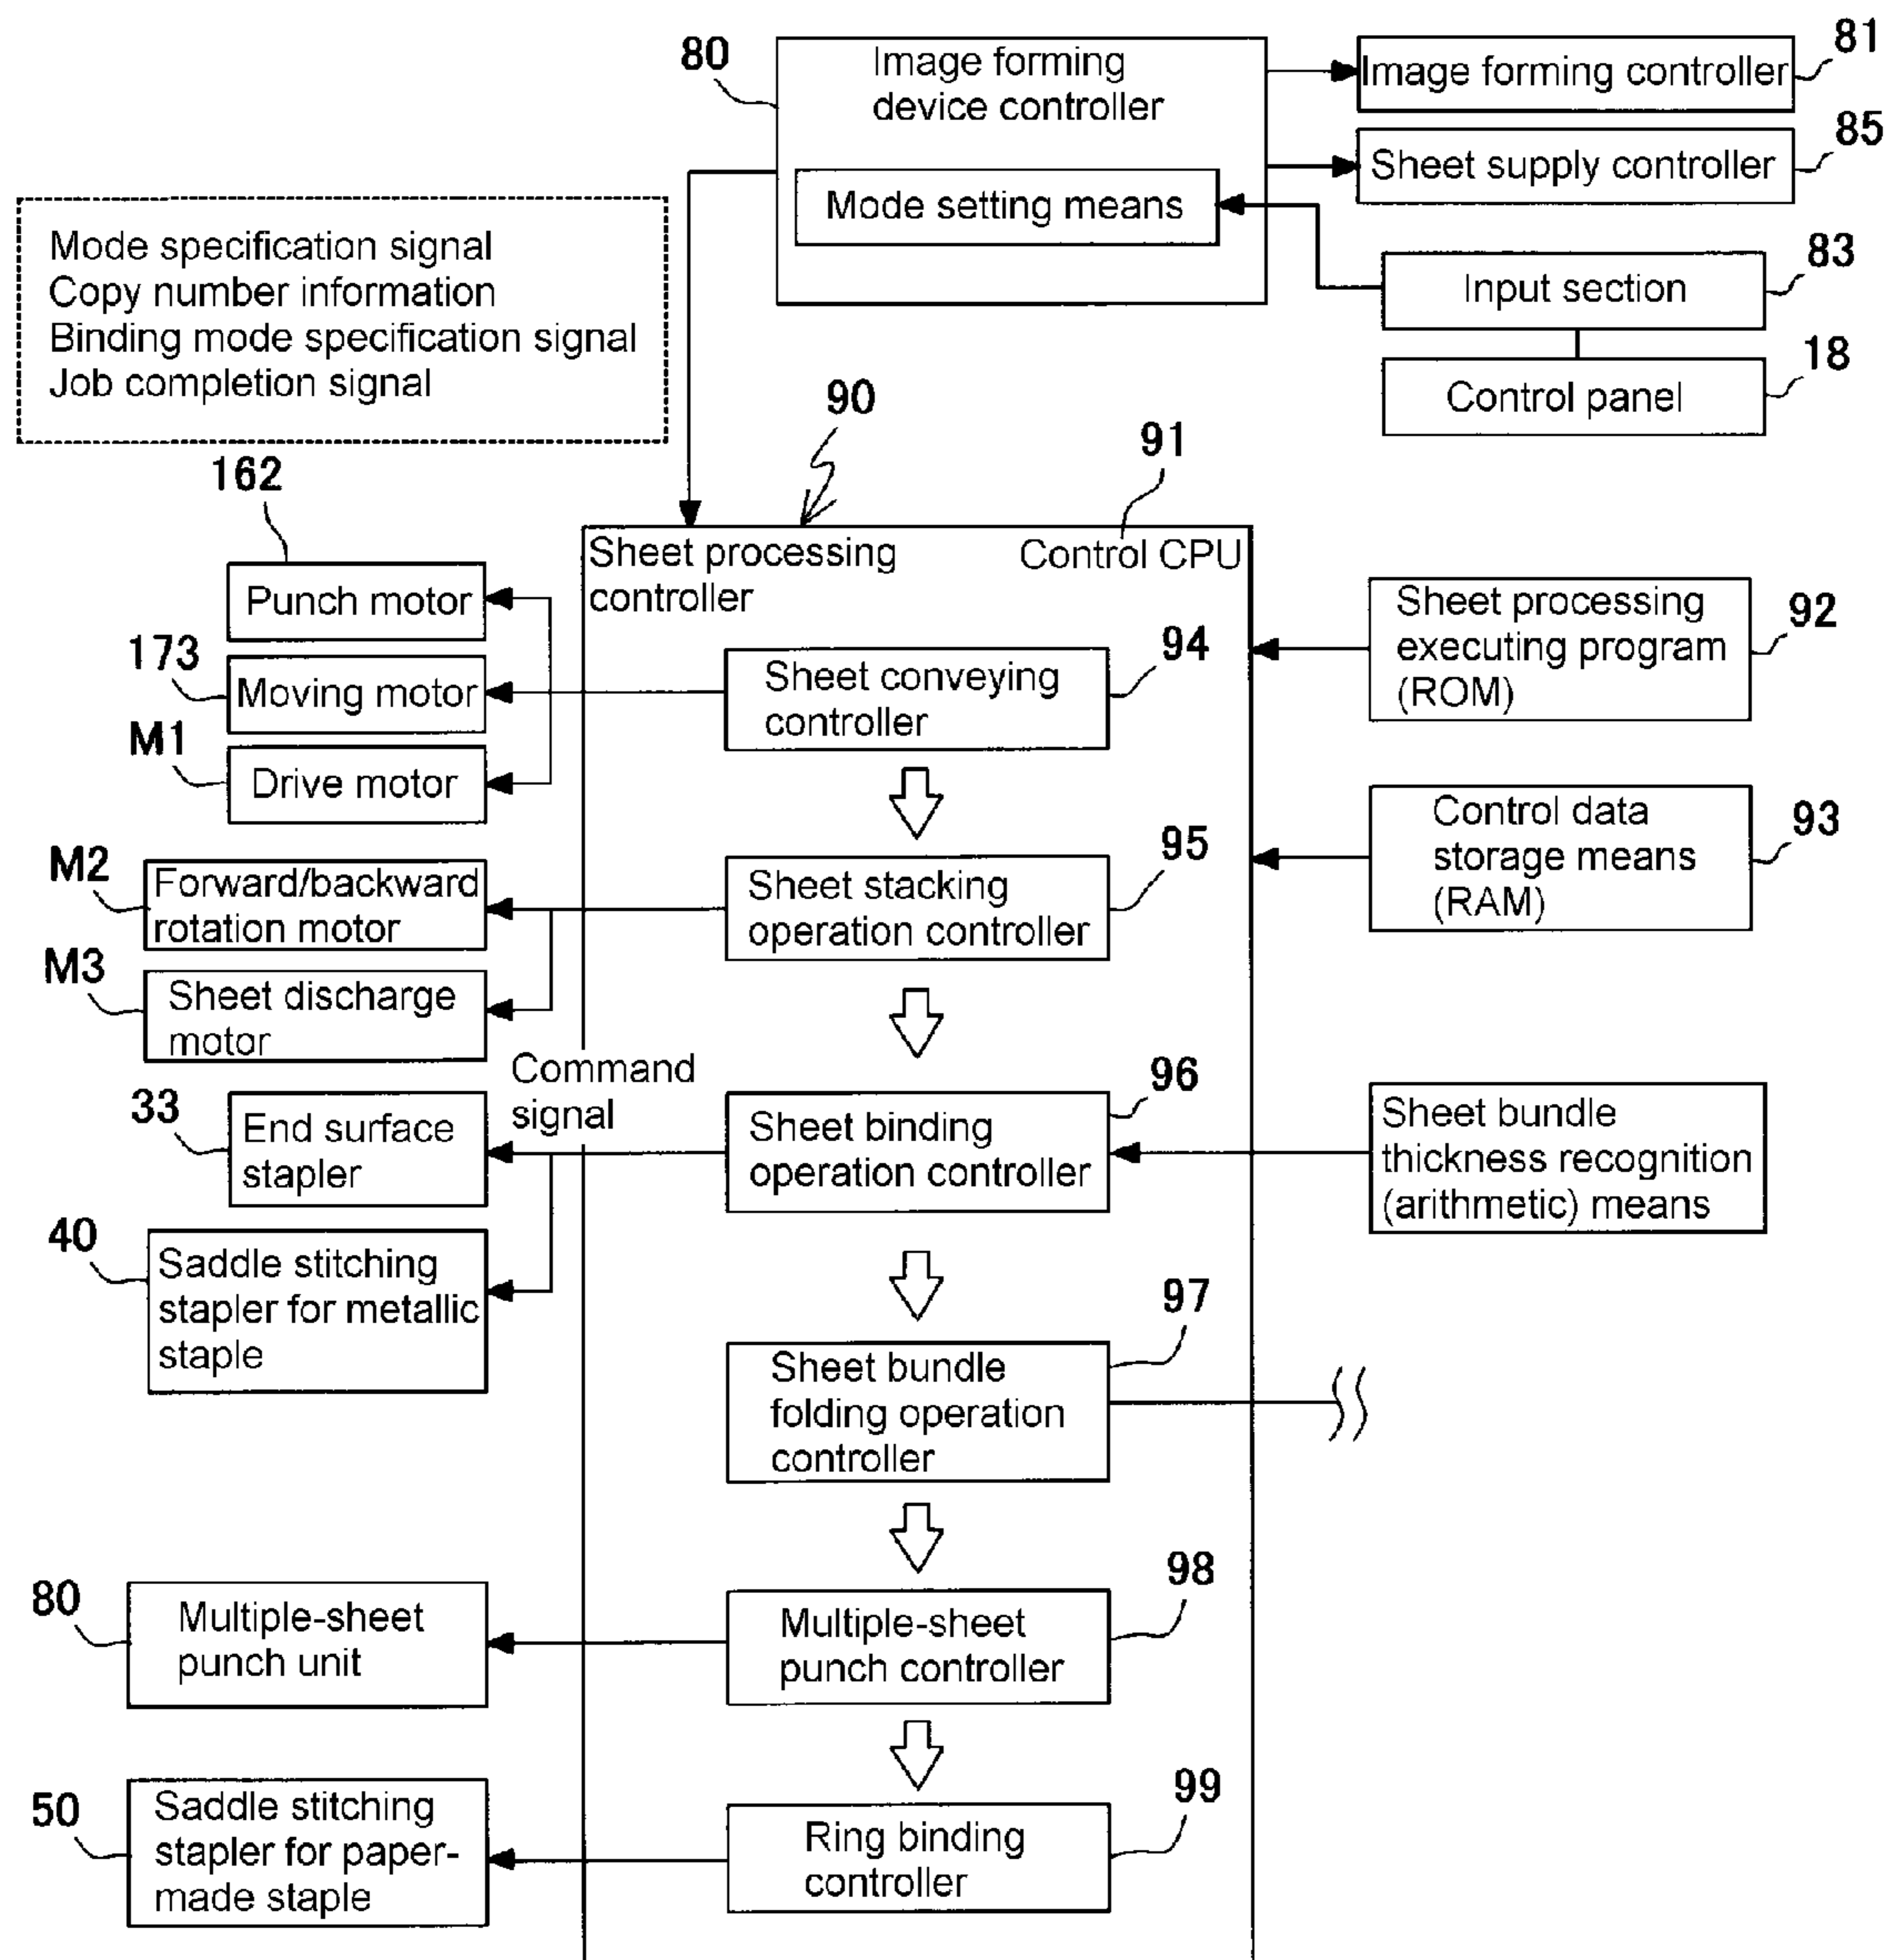 80
Image forming
device controller
Mode setting means
81
Image forming controller
85
Sheet supply controller
83
Input section
18
Control panel
Mode specification signal
Copy number information
Binding mode specification signal
Job completion signal
90
91
Sheet processing
controller
Control CPU
162
Punch motor
173
Moving motor
M1
Drive motor
94
Sheet conveying
controller
92
Sheet processing
executing program
(ROM)
M2
Forward/backward
rotation motor
M3
Sheet discharge
motor
95
Sheet stacking
operation controller
93
Control data
storage means
(RAM)
Command
signal
33
End surface
stapler
40
Saddle stitching
stapler for metallic
staple
96
Sheet binding
operation controller
Sheet bundle
thickness recognition
(arithmetic) means
97
Sheet bundle
folding operation
controller
80
Multiple-sheet
punch unit
98
Multiple-sheet
punch controller
50
Saddle stitching
stapler for paper-
made staple
99
Ring binding
controller